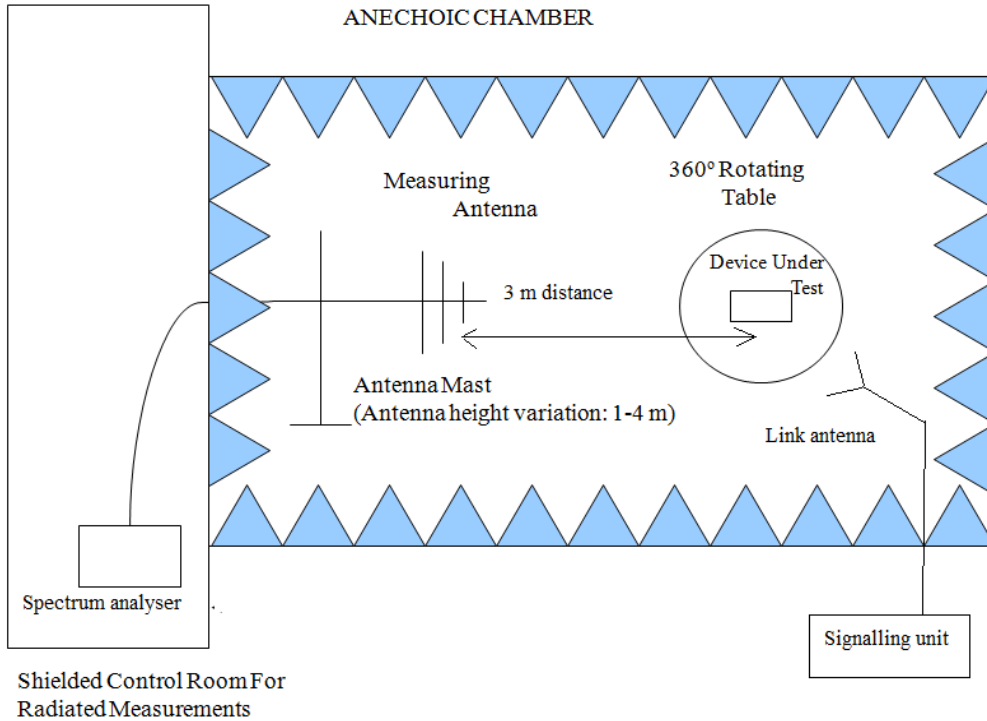 ANECHOIC CHAMBER
360º Rotating
Table
Measuring
Antenna
Device Under
Test
3 m distance
Antenna Mast
(Antenna height variation: 1-4 m)
Link antenna
Spectrum analyser
Signalling unit
Shielded Control Room For
Radiated Measurements